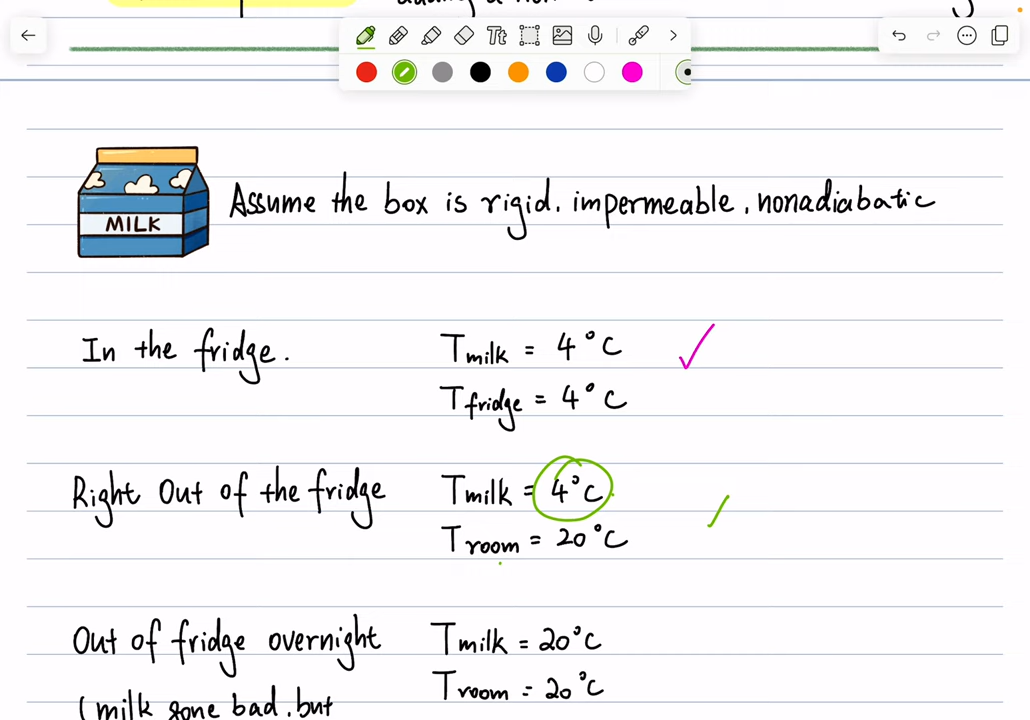 Tt
MILK
Assume the box is rigid. impermeable, nonadiabatic
In the fridge.
Tmilk = 4°C
Tfridge = 4°C
Right Out of the fridge
Tmilk = 4°C
Troom = 20°C
Out of fridge overnight
Tmilk = 20°C
Troom = 20°C
(milk gone bad, but